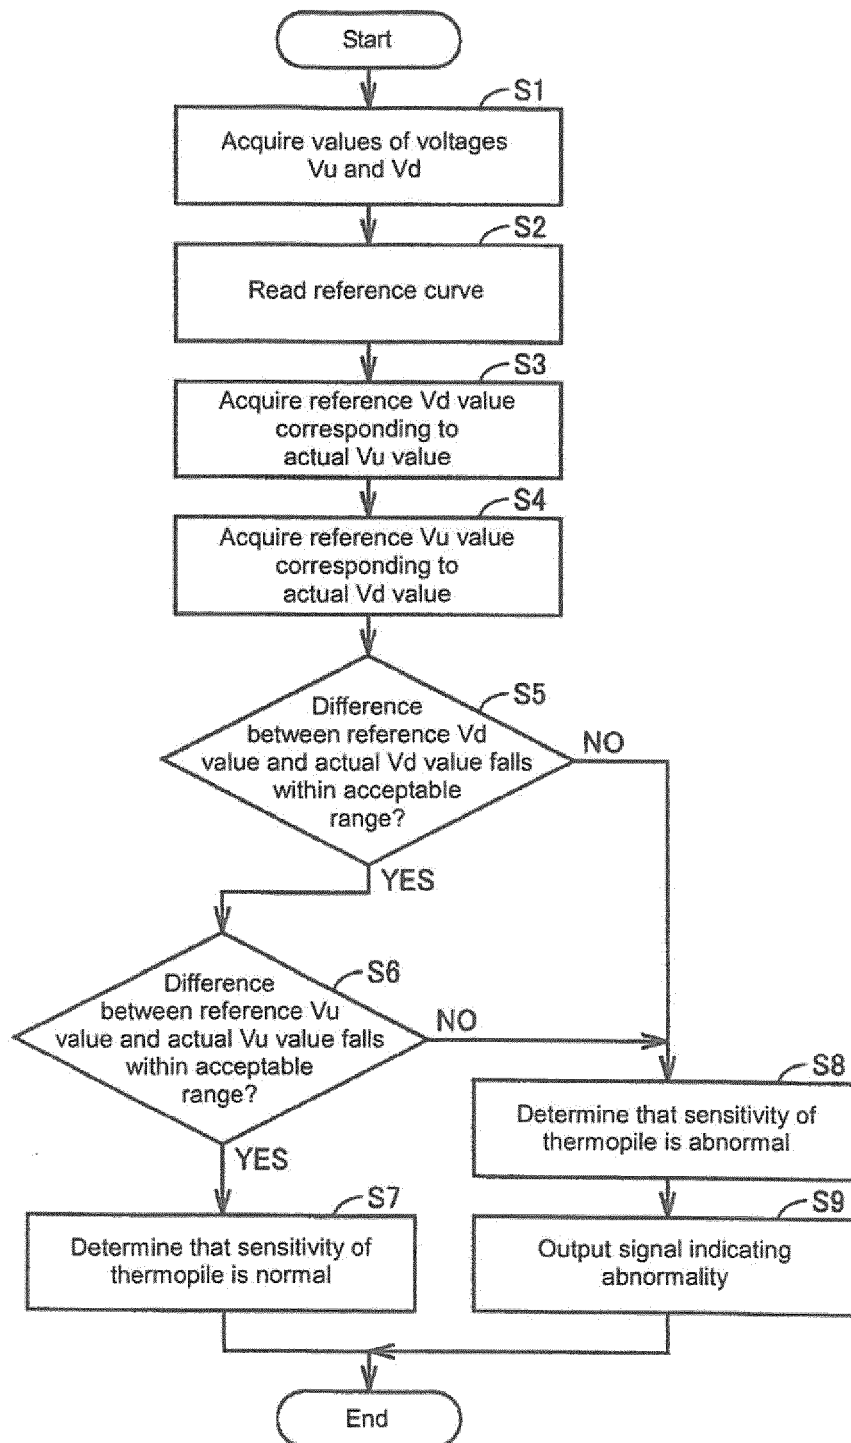 Start
S1
Acquire values of voltages
Vu and Vd
S2
Read reference curve
S3
Acquire reference Vd value
corresponding to
actual Vu value
S4
Acquire reference Vu value
corresponding to
actual Vd value
S5
Difference
between reference Vd
value and actual Vd value falls
within acceptable
range?
NO
YES
S6
Difference
between reference Vu
value and actual Vu value falls
within acceptable
range?
NO
YES
S8
Determine that sensitivity of
thermopile is abnormal
S7
Determine that sensitivity of
thermopile is normal
S9
Output signal indicating
abnormality
End